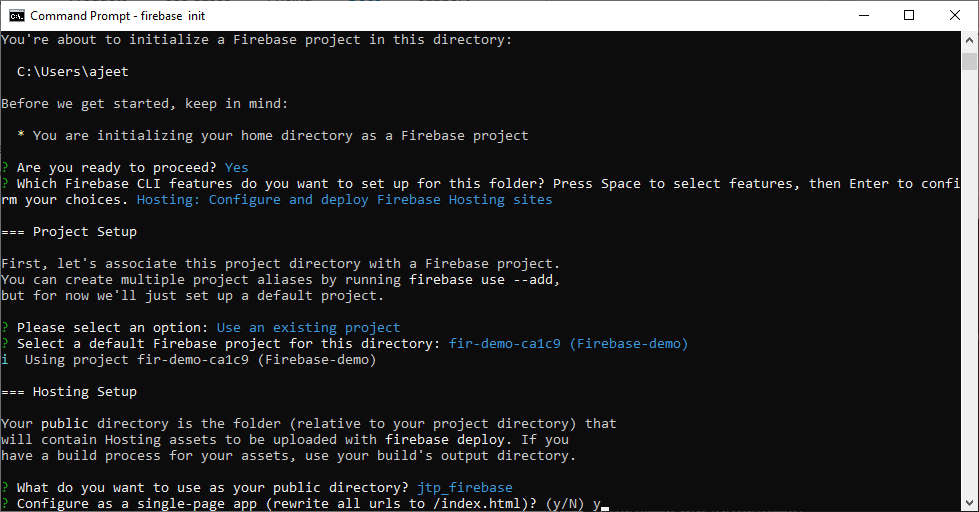 Command Prompt - firebase  init
You're about to initialize a Firebase project in this directory:
C:\Users\ajeet
Before we get started, keep in mind:
* You are initializing your home directory as a Firebase project
? Are you ready to proceed? Yes
? Which Firebase CLI features do you want to set up for this folder? Press Space to select features, then Enter to confi
rm your choices. Hosting: Configure and deploy Firebase Hosting sites
=== Project Setup
First, let's associate this project directory with a Firebase project.
You can create multiple project aliases by running firebase use --add,
but for now we'll just set up a default project.
? Please select an option: Use an existing project
? Select a default Firebase project for this directory: fir-demo-ca1c9 (Firebase-demo)
i  Using project fir-demo-ca1c9 (Firebase-demo)
=== Hosting Setup
Your public directory is the folder (relative to your project directory) that
will contain Hosting assets to be uploaded with firebase deploy. If you
have a build process for your assets, use your build's output directory.
? What do you want to use as your public directory? jtp_firebase
? Configure as a single-page app (rewrite all urls to /index.html)? (y/N) y